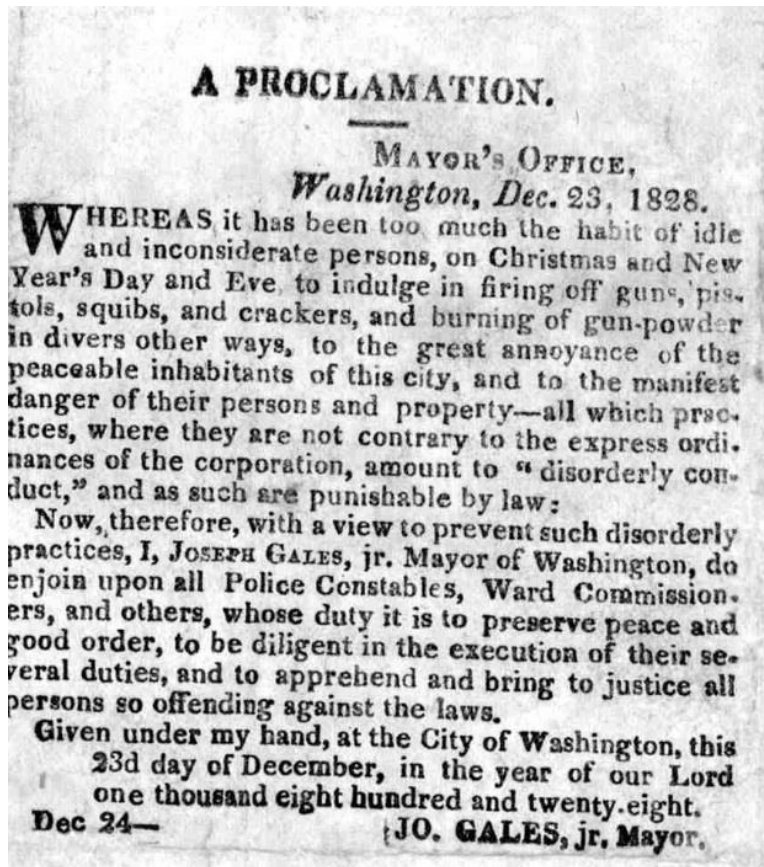 A PROCLAMATION.
MAYOR'S OFFICE,
Washington, Dec. 23, 1828.
WHEREAS it has been too much the habit of idle
and inconsiderate persons, on Christmas and New
Year's Day and Eve to indulge in firing off guns, pis-
tols, squibs, and crackers, and burning of gun-powder
in divers other ways, to the great annoyance of the
peaceable inhabitants of this city, and to the manifest
danger of their persons and property—all which prac-
tices, where they are not contrary to the express ordi-
nances of the corporation, amount to "disorderly con-
duct," and as such are punishable by law:
Now, therefore, with a view to prevent such disorderly
practices, I, JOSEPH GALES, jr. Mayor of Washington, do
enjoin upon all Police Constables, Ward Commission-
ers, and others, whose duty it is to preserve peace and
good order, to be diligent in the execution of their se-
veral duties, and to apprehend and bring to justice all
persons so offending against the laws.
Given under my hand, at the City of Washington, this
23d day of December, in the year of our Lord
one thousand eight hundred and twenty-eight.
Dec 24— JO. GALES, jr. Mayor.